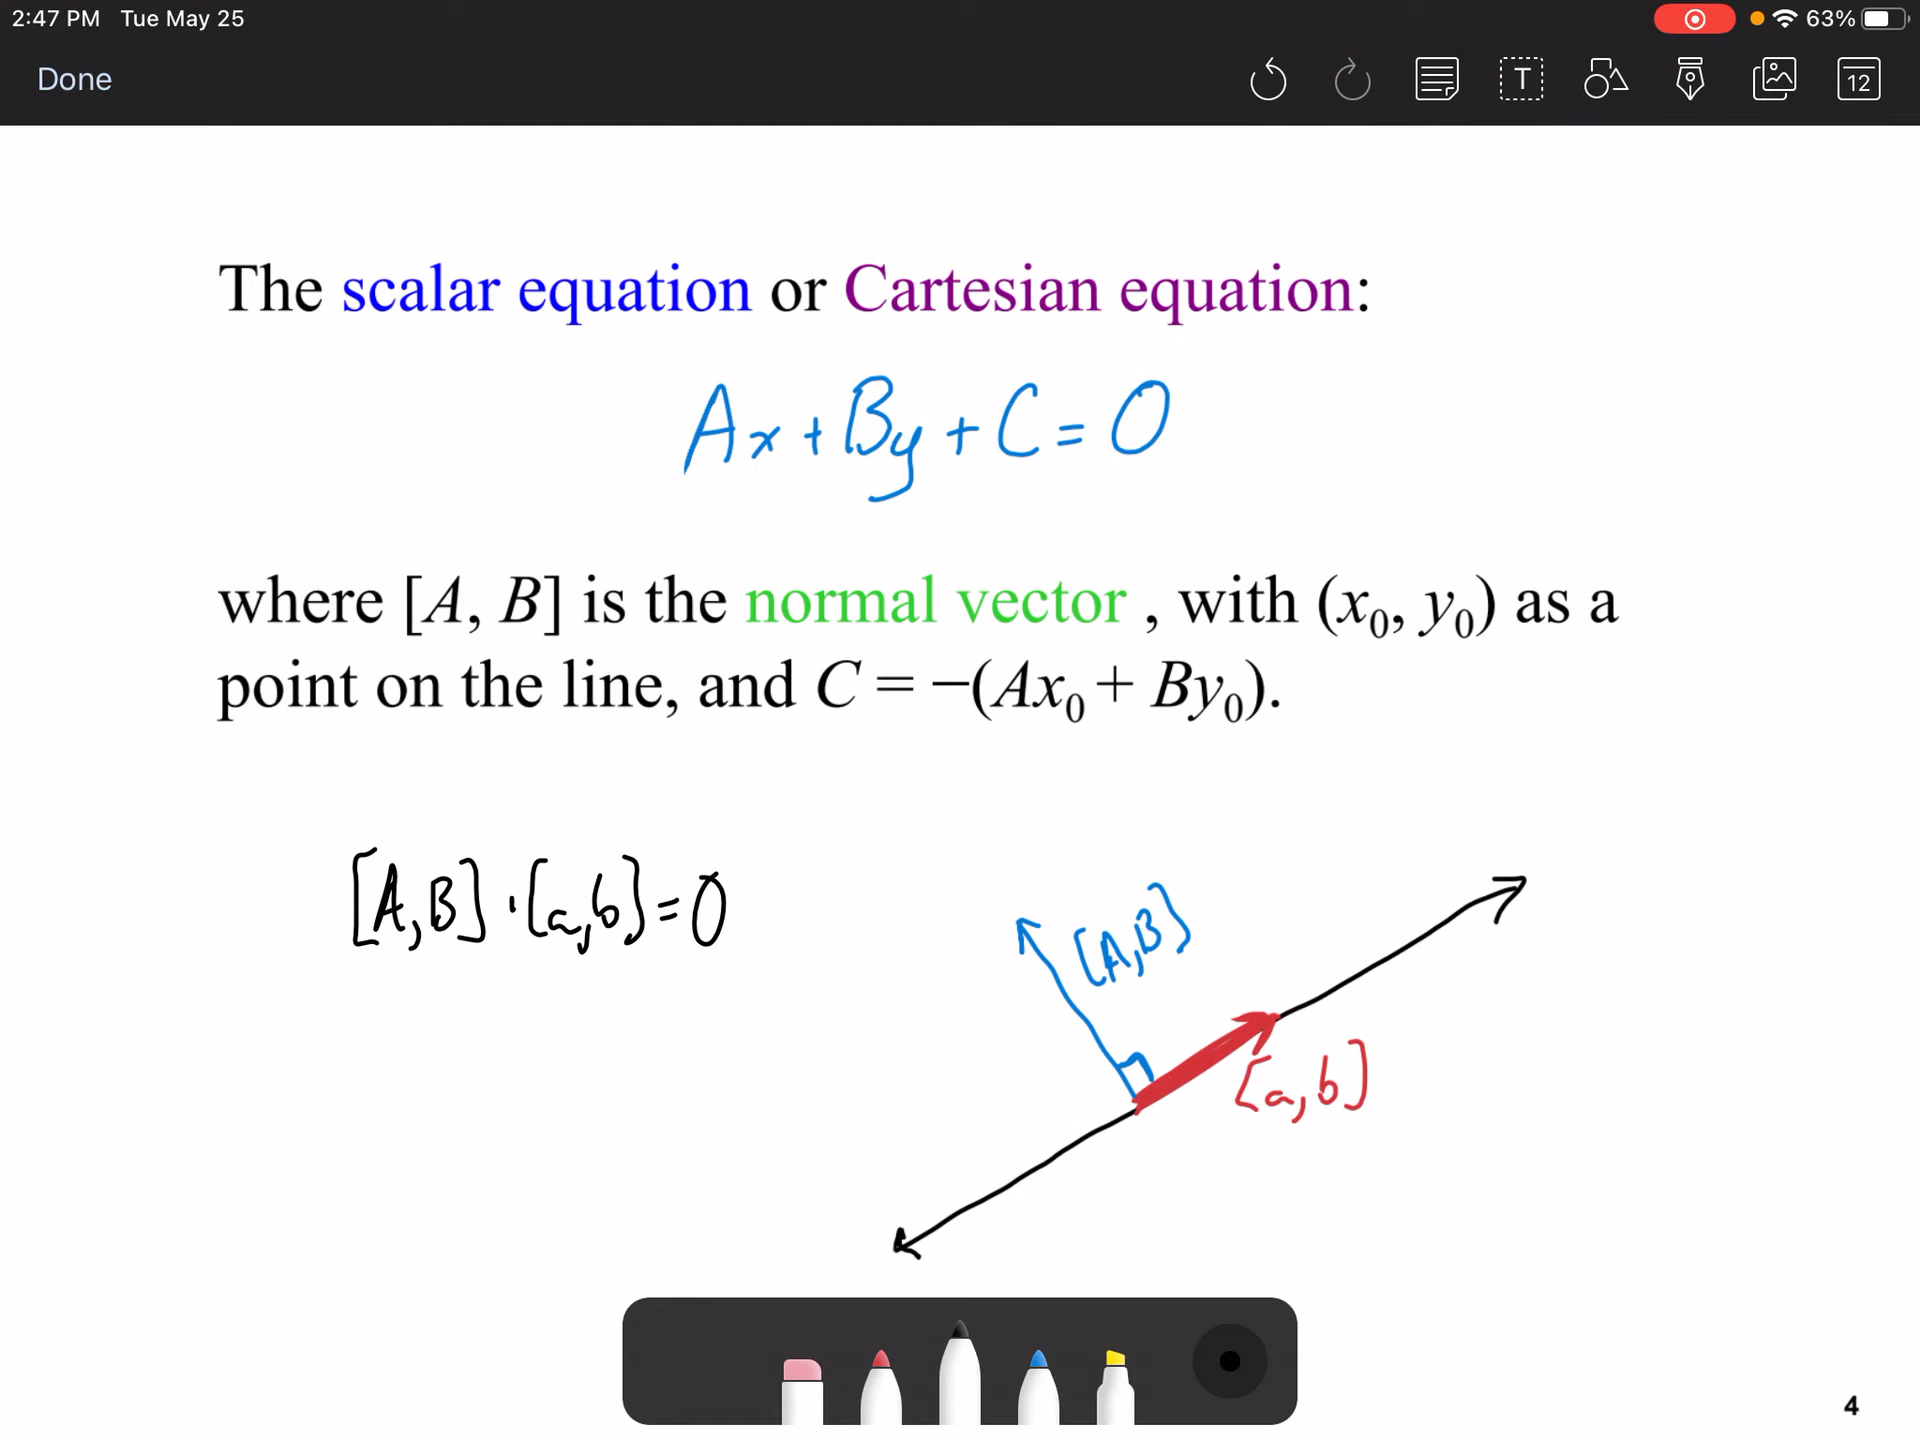 2:47 PM Tue May 25
63%
Done
T
12
The scalar equation or Cartesian equation:
Ax + By + C = 0
where [A, B] is the normal vector , with (x₀, y₀) as a
point on the line, and C = −(Ax₀ + By₀).
[A,B] · [a,b] = 0
[A,B]
[a,b]
4